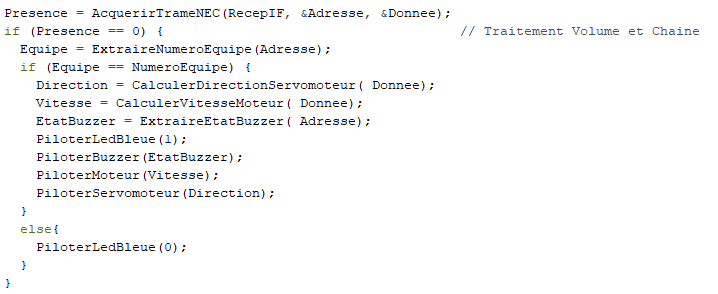 Presence = AcquerirTrameNEC(RecepIF, &Adresse, &Donnee);
if (Presence == 0) { // Traitement Volume et Chaine
Equipe = ExtraireNumeroEquipe(Adresse);
if (Equipe == NumeroEquipe) {
Direction = CalculerDirectionServomoteur( Donnee);
Vitesse = CalculerVitesseMoteur( Donnee);
EtatBuzzer = ExtraireEtatBuzzer( Adresse);
PiloterLedBleue(1);
PiloterBuzzer(EtatBuzzer);
PiloterMoteur(Vitesse);
PiloterServomoteur(Direction);
}
else{
PiloterLedBleue(0);
}
}